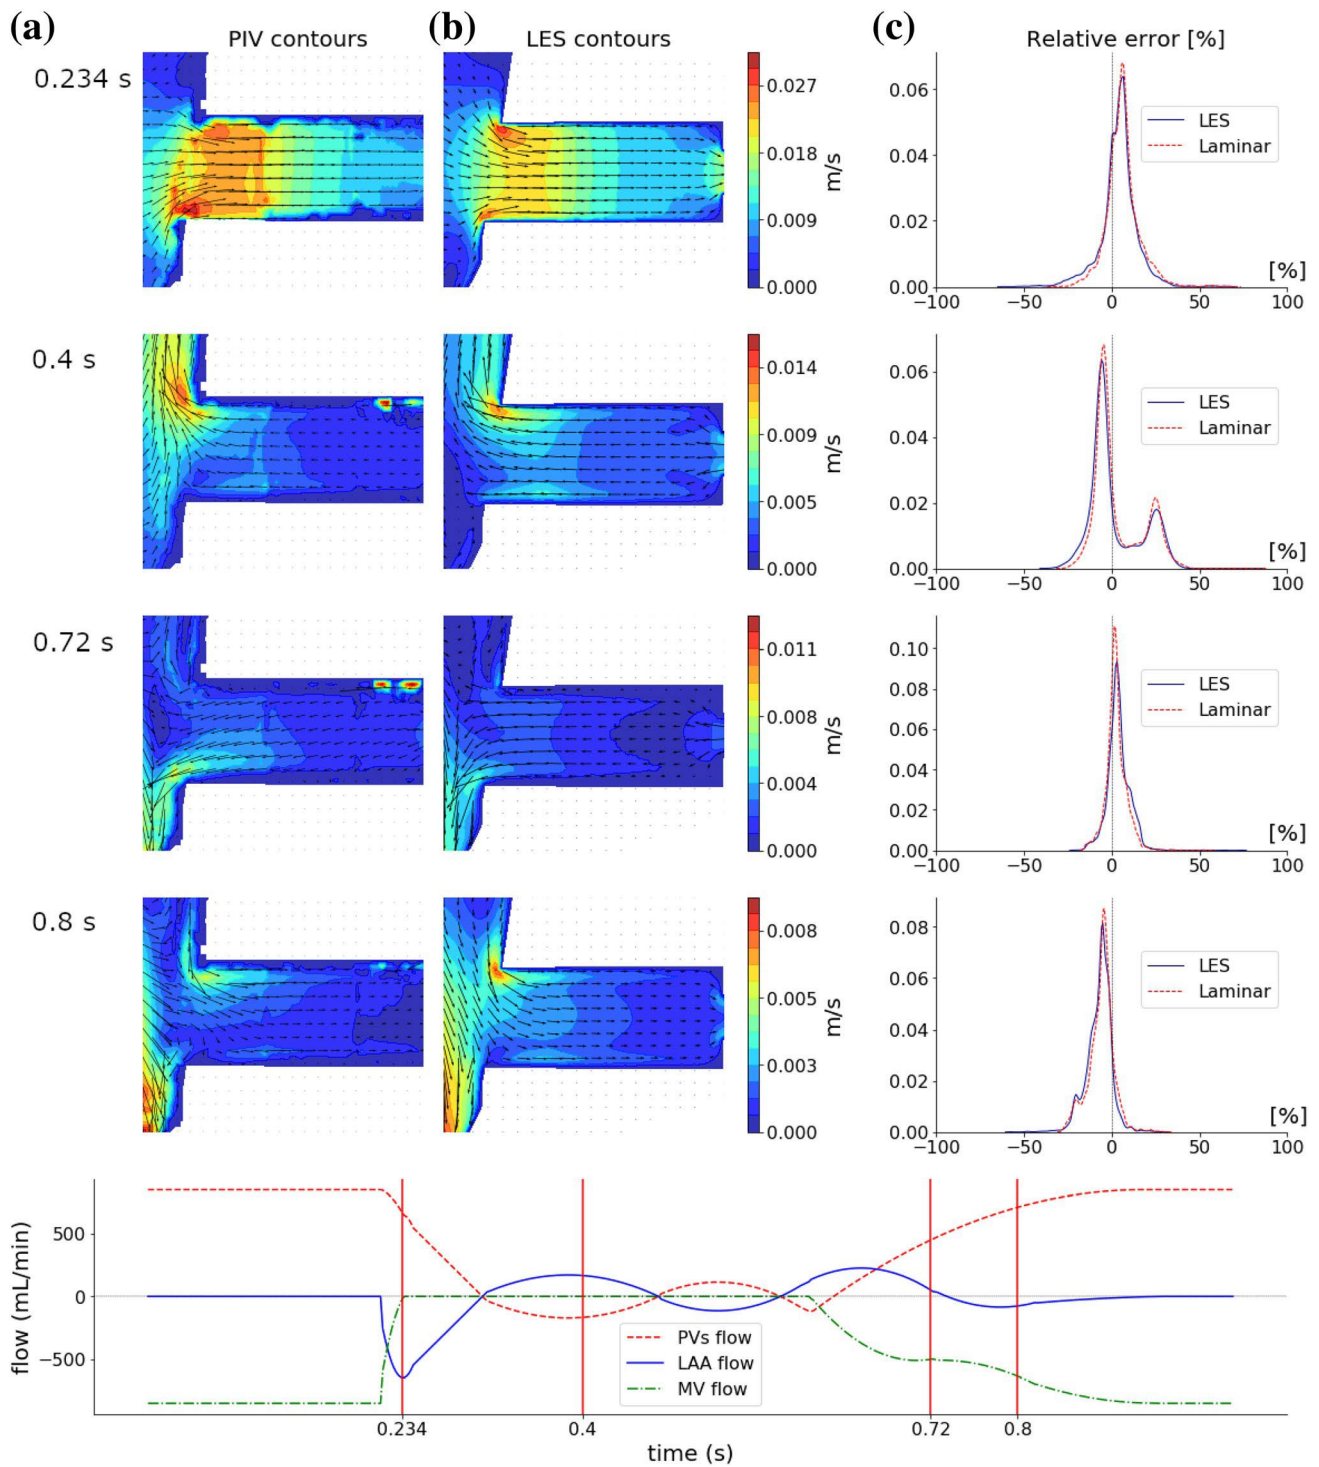 (a) PIV contours (b) LES contours (c) Relative error [%]
0.234 s
0.027
0.018
0.009
0.000
m/s
0.06
0.04
0.02
0.00
LES
Laminar
[%]
−100 −50 0 50 100
0.4 s
0.014
0.009
0.005
0.000
m/s
0.06
0.04
0.02
0.00
LES
Laminar
[%]
−100 −50 0 50 100
0.72 s
0.011
0.008
0.004
0.000
m/s
0.10
0.08
0.06
0.04
0.02
0.00
LES
Laminar
[%]
−100 −50 0 50 100
0.8 s
0.008
0.005
0.003
0.000
m/s
0.08
0.06
0.04
0.02
0.00
LES
Laminar
[%]
−100 −50 0 50 100
flow (mL/min)
500
0
−500
PVs flow
LAA flow
MV flow
0.234 0.4 0.72 0.8
time (s)